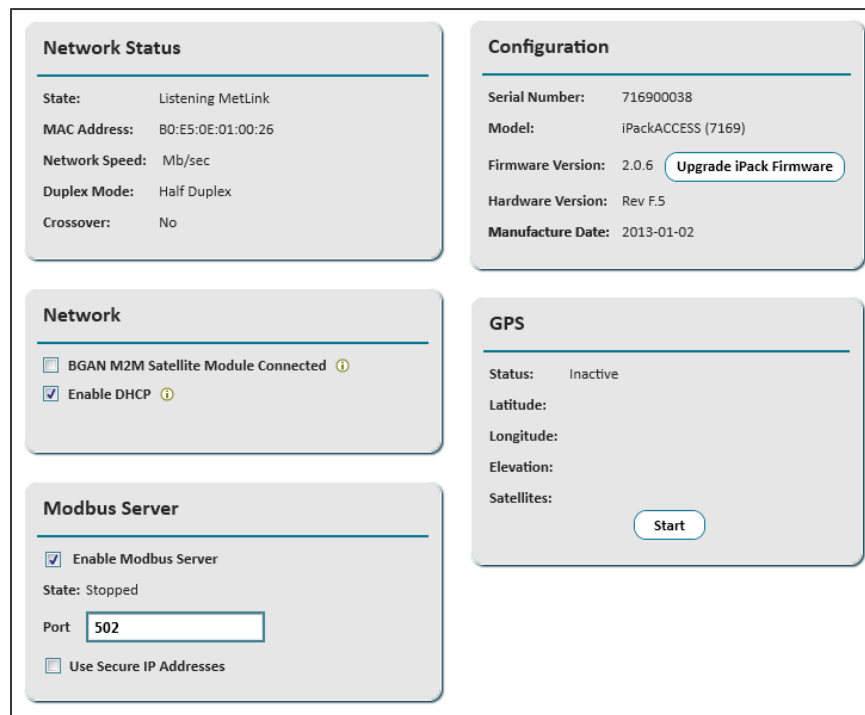 Network Status
State: Listening MetLink
MAC Address: B0:E5:0E:01:00:26
Network Speed: Mb/sec
Duplex Mode: Half Duplex
Crossover: No
Network
BGAN M2M Satellite Module Connected
Enable DHCP
Modbus Server
Enable Modbus Server
State: Stopped
Port 502
Use Secure IP Addresses
Configuration
Serial Number: 716900038
Model: iPackACCESS (7169)
Firmware Version: 2.0.6 Upgrade iPack Firmware
Hardware Version: Rev F.5
Manufacture Date: 2013-01-02
GPS
Status: Inactive
Latitude:
Longitude:
Elevation:
Satellites:
Start